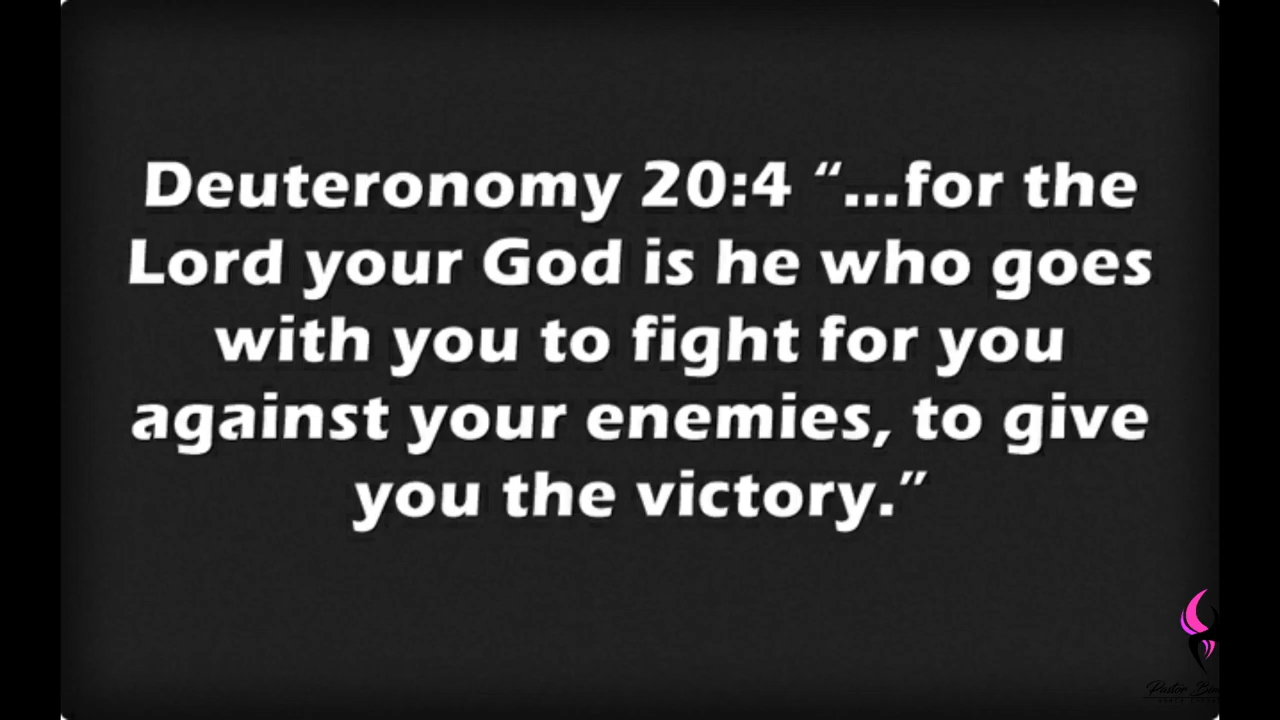 Deuteronomy 20:4 “...for the
Lord your God is he who goes
with you to fight for you
against your enemies, to give
you the victory.”
Pastor